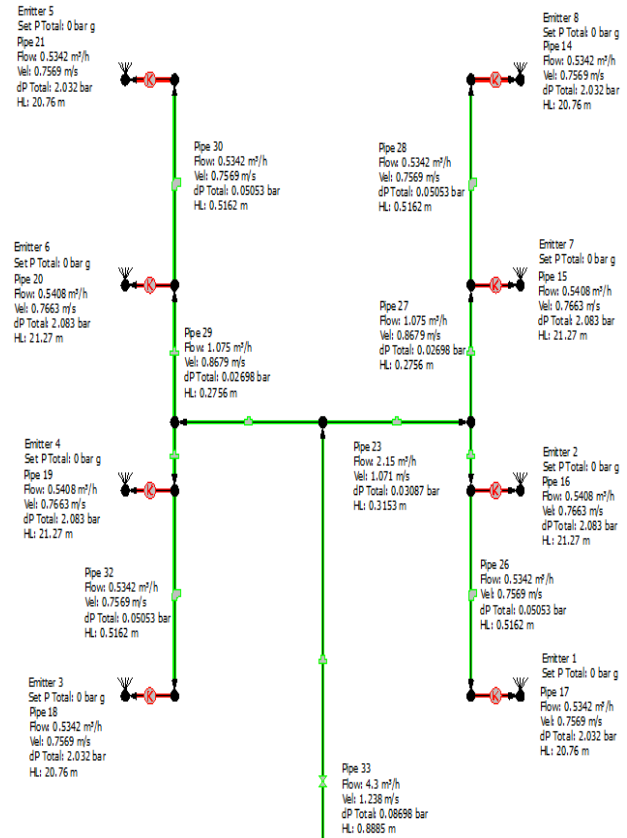 Emitter 5
Set P Total: 0 bar g
Pipe 21
Flow: 0.5342 m³/h
Vel: 0.7569 m/s
dP Total: 2.032 bar
HL: 20.76 m
K
Emitter 8
Set P Total: 0 bar g
Pipe 14
Flow: 0.5342 m³/h
Vel: 0.7569 m/s
dP Total: 2.032 bar
HL: 20.76 m
K
Pipe 30
Flow: 0.5342 m³/h
Vel: 0.7569 m/s
dP Total: 0.05053 bar
HL: 0.5162 m
Pipe 28
Flow: 0.5342 m³/h
Vel: 0.7569 m/s
dP Total: 0.05053 bar
HL: 0.5162 m
Emitter 6
Set P Total: 0 bar g
Pipe 20
Flow: 0.5408 m³/h
Vel: 0.7663 m/s
dP Total: 2.083 bar
HL: 21.27 m
K
Emitter 7
Set P Total: 0 bar g
Pipe 15
Flow: 0.5408 m³/h
Vel: 0.7663 m/s
dP Total: 2.083 bar
HL: 21.27 m
K
Pipe 29
Flow: 1.075 m³/h
Vel: 0.8679 m/s
dP Total: 0.02698 bar
HL: 0.2756 m
Pipe 27
Flow: 1.075 m³/h
Vel: 0.8679 m/s
dP Total: 0.02698 bar
HL: 0.2756 m
Emitter 4
Set P Total: 0 bar g
Pipe 19
Flow: 0.5408 m³/h
Vel: 0.7663 m/s
dP Total: 2.083 bar
HL: 21.27 m
K
Pipe 23
Flow: 2.15 m³/h
Vel: 1.071 m/s
dP Total: 0.03087 bar
HL: 0.3153 m
Emitter 2
Set P Total: 0 bar g
Pipe 16
Flow: 0.5408 m³/h
Vel: 0.7663 m/s
dP Total: 2.083 bar
HL: 21.27 m
K
Pipe 32
Flow: 0.5342 m³/h
Vel: 0.7569 m/s
dP Total: 0.05053 bar
HL: 0.5162 m
Pipe 26
Flow: 0.5342 m³/h
Vel: 0.7569 m/s
dP Total: 0.05053 bar
HL: 0.5162 m
Emitter 3
Set P Total: 0 bar g
Pipe 18
Flow: 0.5342 m³/h
Vel: 0.7569 m/s
dP Total: 2.032 bar
HL: 20.76 m
K
Emitter 1
Set P Total: 0 bar g
Pipe 17
Flow: 0.5342 m³/h
Vel: 0.7569 m/s
dP Total: 2.032 bar
HL: 20.76 m
K
Pipe 33
Flow: 4.3 m³/h
Vel: 1.238 m/s
dP Total: 0.08698 bar
HL: 0.8885 m